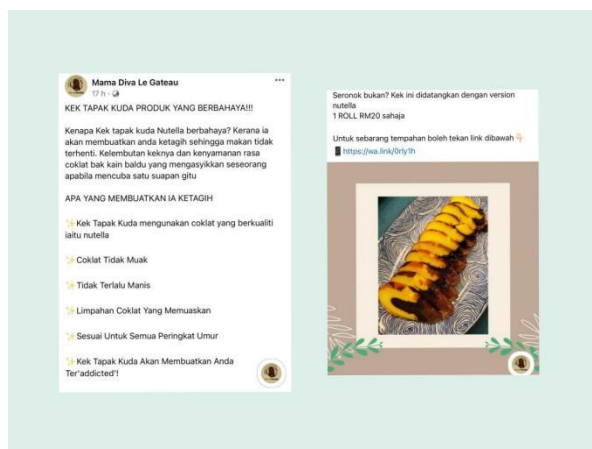 Mama Diva Le Gateau
17 h ·
KEK TAPAK KUDA PRODUK YANG BERBAHAYA!!!
Kenapa Kek tapak kuda Nutella berbahaya? Kerana ia
akan membuatkan anda ketagih sehingga makan tidak
terhenti. Kelembutan keknya dan kenyamanan rasa
coklat bak kain baldu yang mengasyikkan seseorang
apabila mencuba satu suapan gitu
APA YANG MEMBUATKAN IA KETAGIH
✨Kek Tapak Kuda mengunakan coklat yang berkualiti
iaitu nutella
✨Coklat Tidak Muak
✨Tidak Terlalu Manis
✨Limpahan Coklat Yang Memuaskan
✨Sesuai Untuk Semua Peringkat Umur
✨Kek Tapak Kuda Akan Membuatkan Anda
Ter'addicted'!
Seronok bukan? Kek ini didatangkan dengan version
nutella
1 ROLL RM20 sahaja
Untuk sebarang tempahan boleh tekan link dibawah👇🏻
📱https://wa.link/0rly1h